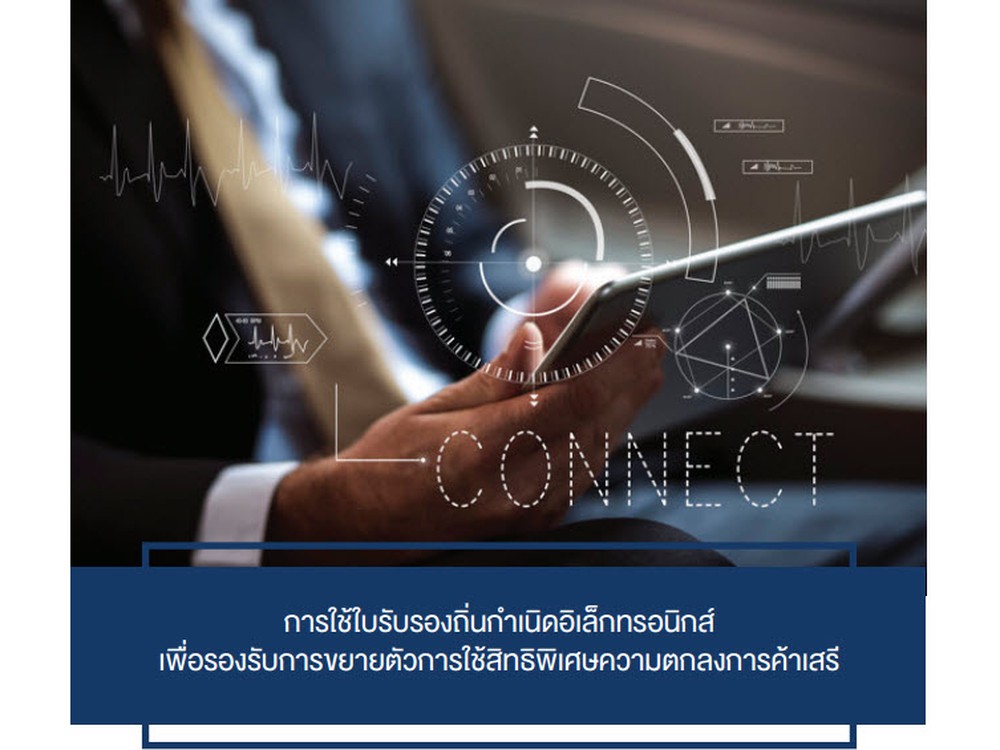 CONNECT
การใช้ใบรับรองถิ่นกำเนิดอิเล็กทรอนิกส์
เพื่อรองรับการขยายตัวการใช้สิทธิพิเศษความตกลงการค้าเสรี